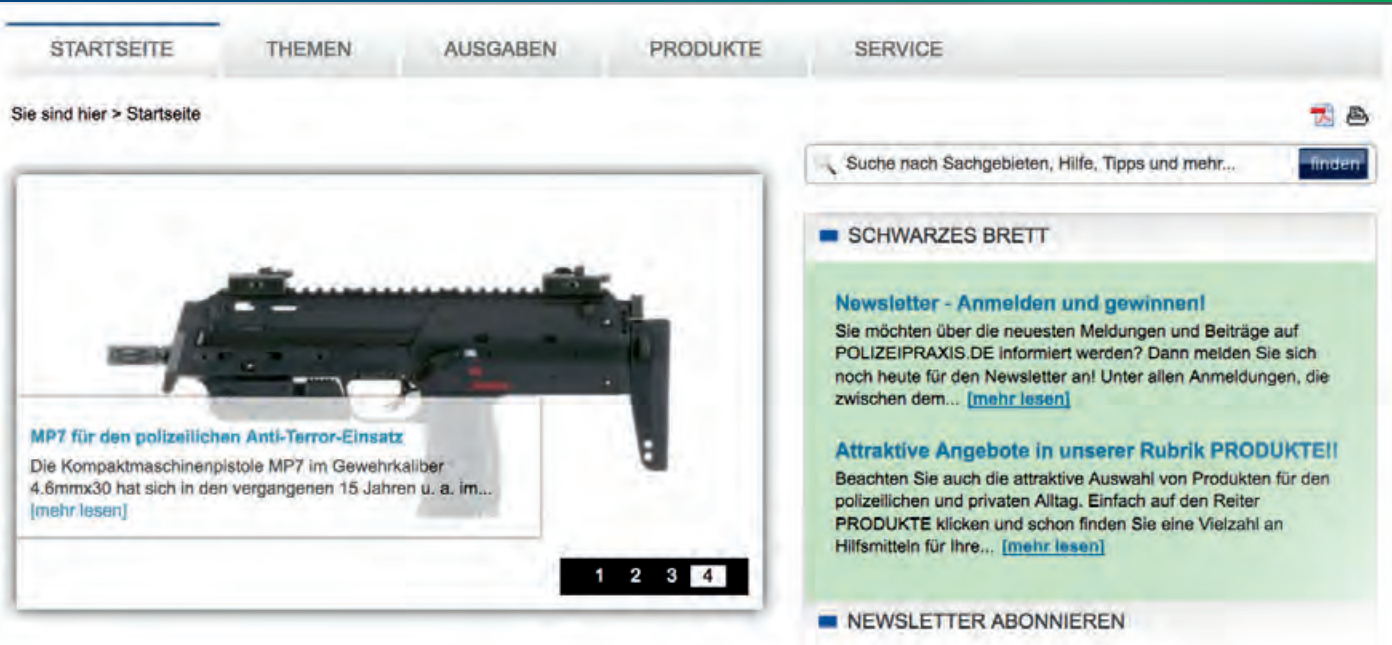 STARTSEITE THEMEN AUSGABEN PRODUKTE SERVICE
Sie sind hier > Startseite
Suche nach Sachgebieten, Hilfe, Tipps und mehr... finden
MP7 für den polizeilichen Anti-Terror-Einsatz
Die Kompaktmaschinenpistole MP7 im Gewehrkaliber
4.6mmx30 hat sich in den vergangenen 15 Jahren u. a. im...
[mehr lesen]
1 2 3 4
SCHWARZES BRETT
Newsletter - Anmelden und gewinnen!
Sie möchten über die neuesten Meldungen und Beiträge auf
POLIZEIPRAXIS.DE informiert werden? Dann melden Sie sich
noch heute für den Newsletter an! Unter allen Anmeldungen, die
zwischen dem... [mehr lesen]
Attraktive Angebote in unserer Rubrik PRODUKTE!!
Beachten Sie auch die attraktive Auswahl von Produkten für den
polizeilichen und privaten Alltag. Einfach auf den Reiter
PRODUKTE klicken und schon finden Sie eine Vielzahl an
Hilfsmitteln für Ihre... [mehr lesen]
NEWSLETTER ABONNIEREN